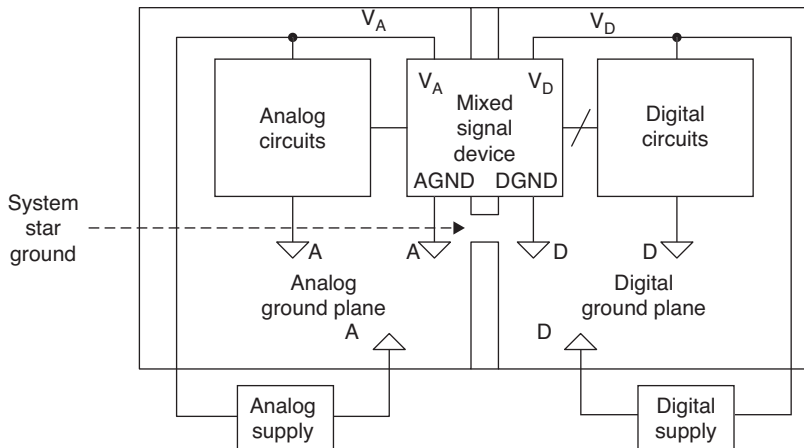 V_A
V_D
Analog
circuits
V_A
V_D
Mixed
signal
device
AGND DGND
Digital
circuits
System
star
ground
A
A
D
D
Analog
ground plane
Digital
ground plane
A
D
Analog
supply
Digital
supply